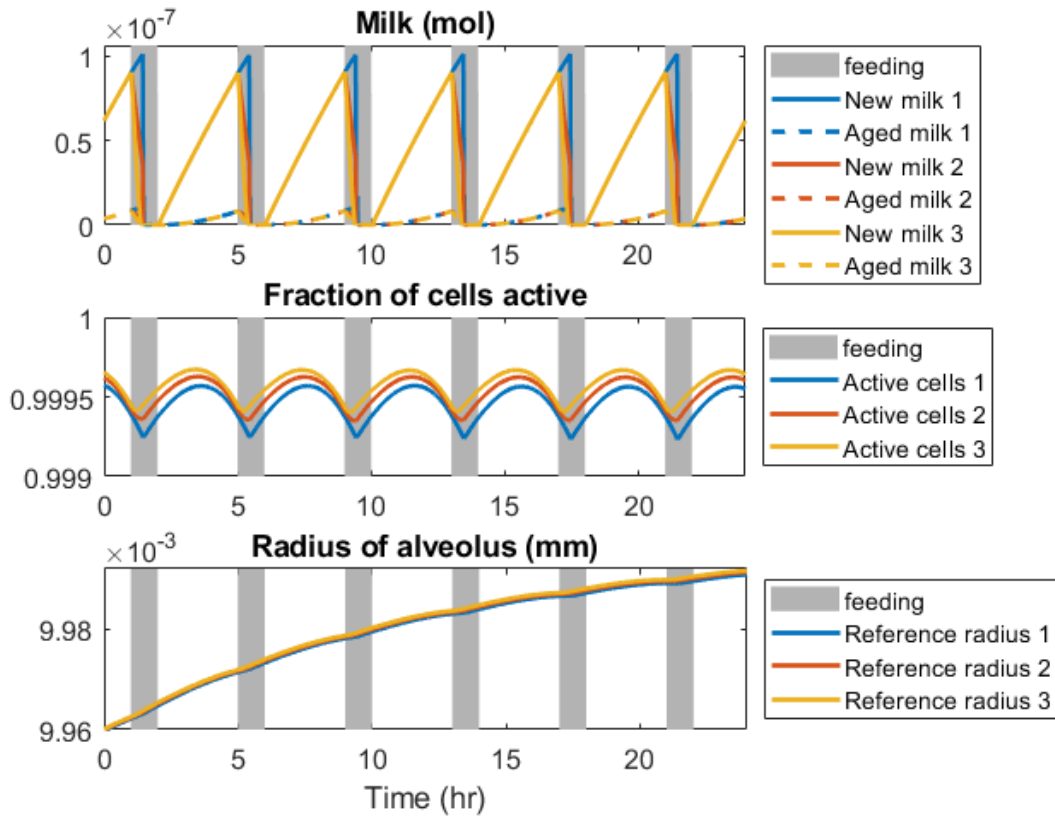 ×10⁻⁷
Milk (mol)
1
0.5
0
0 5 10 15 20
feeding
New milk 1
Aged milk 1
New milk 2
Aged milk 2
New milk 3
Aged milk 3
Fraction of cells active
1
0.9995
0.999
0 5 10 15 20
feeding
Active cells 1
Active cells 2
Active cells 3
×10⁻³
Radius of alveolus (mm)
9.98
9.96
0 5 10 15 20
Time (hr)
feeding
Reference radius 1
Reference radius 2
Reference radius 3